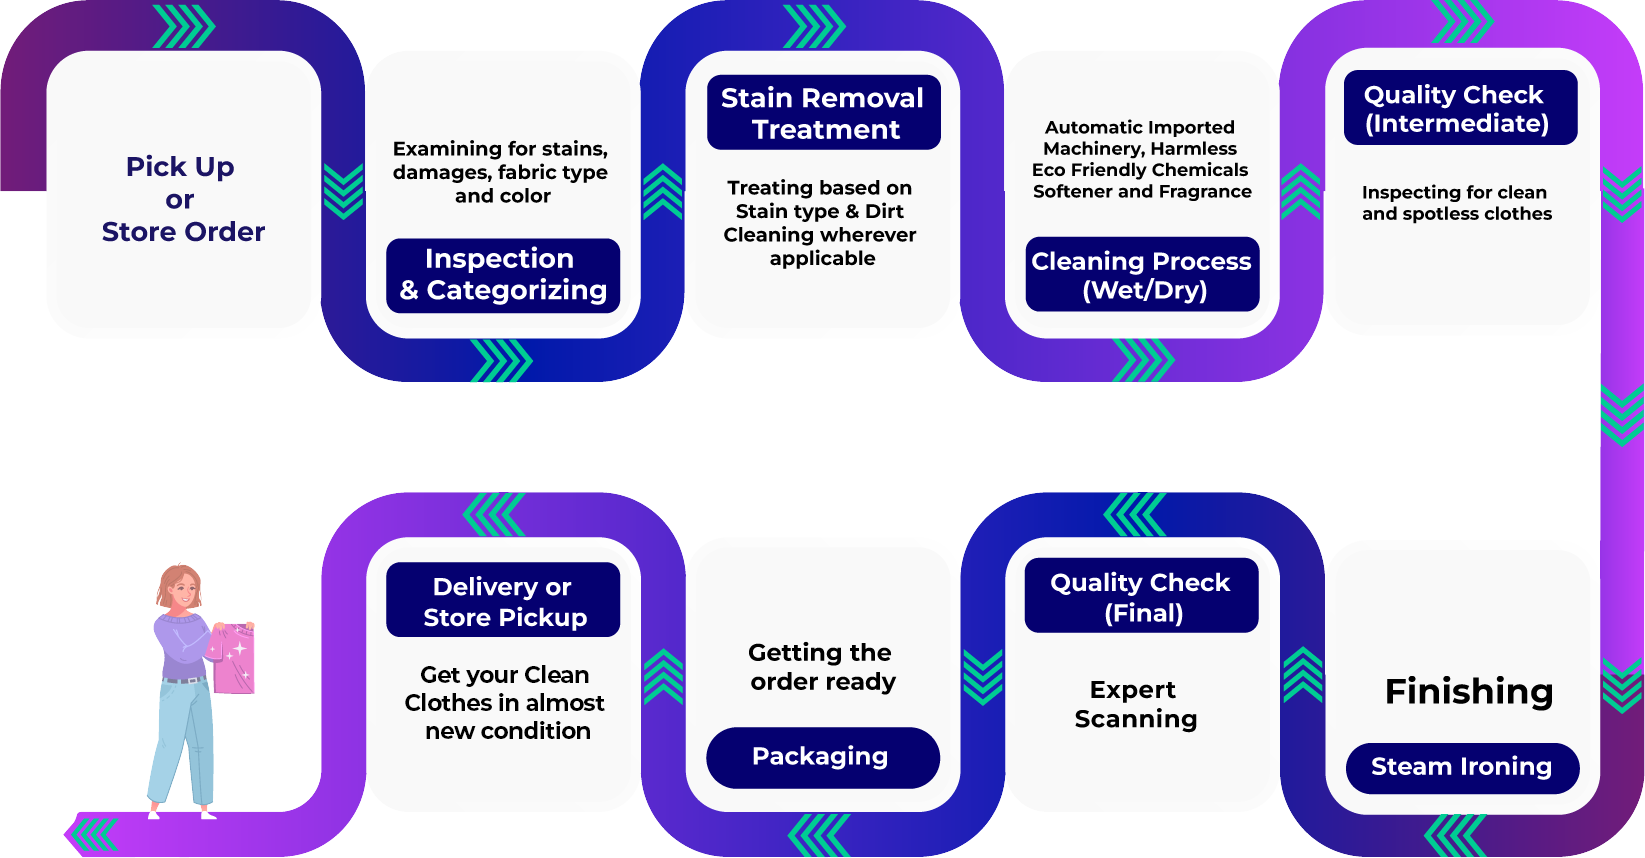 Pick Up
or
Store Order
Examining for stains,
damages, fabric type
and color
Inspection
& Categorizing
Stain Removal
Treatment
Treating based on
Stain type & Dirt
Cleaning wherever
applicable
Automatic Imported
Machinery, Harmless
Eco Friendly Chemicals
Softener and Fragrance
Cleaning Process
(Wet/Dry)
Quality Check
(Intermediate)
Inspecting for clean
and spotless clothes
Finishing
Steam Ironing
Quality Check
(Final)
Expert
Scanning
Getting the
order ready
Packaging
Delivery or
Store Pickup
Get your Clean
Clothes in almost
new condition